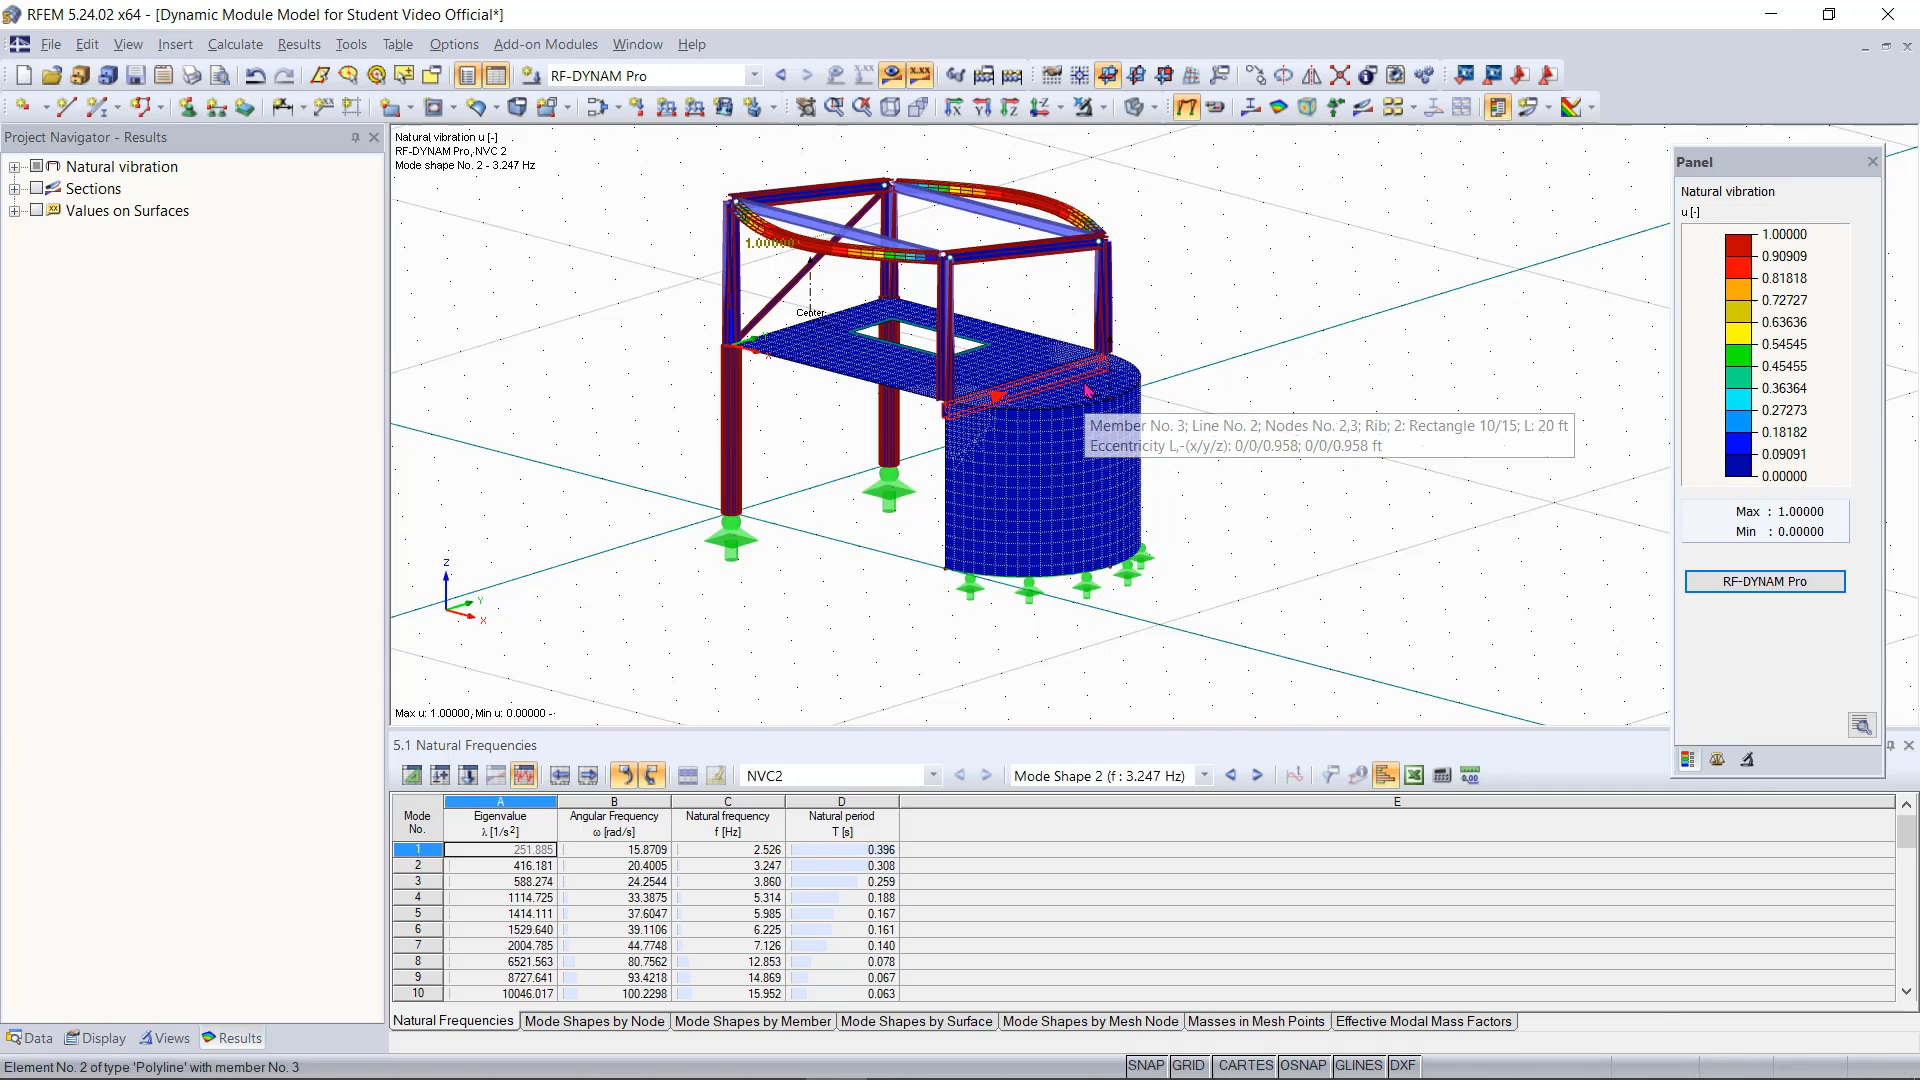 RFEM 5.24.02 x64 - [Dynamic Module Model for Student Video Official*]
File Edit View Insert Calculate Results Tools Table Options Add-on Modules Window Help
RF-DYNAM Pro
Project Navigator - Results
Natural vibration
Sections
Values on Surfaces
Natural vibration u [-]
RF-DYNAM Pro, NVC 2
Mode shape No. 2 - 3.247 Hz
1.00000
Center
Member No. 3; Line No. 2; Nodes No. 2,3; Rib; 2: Rectangle 10/15; L: 20 ft
Eccentricity L,-(x/y/z): 0/0/0.958; 0/0/0.958 ft
Z
Y
X
X
Max u: 1.00000, Min u: 0.00000 -
Panel
Natural vibration
u [-]
1.00000
0.90909
0.81818
0.72727
0.63636
0.54545
0.45455
0.36364
0.27273
0.18182
0.09091
0.00000
Max : 1.00000
Min : 0.00000
RF-DYNAM Pro
5.1 Natural Frequencies
NVC2
Mode Shape 2 (f : 3.247 Hz)
A B C D E
Mode No. Eigenvalue λ [1/s²] Angular Frequency ω [rad/s] Natural frequency f [Hz] Natural period T [s]
1 251.885 15.8709 2.526 0.396
2 416.181 20.4005 3.247 0.308
3 588.274 24.2544 3.860 0.259
4 1114.725 33.3875 5.314 0.188
5 1414.111 37.6047 5.985 0.167
6 1529.640 39.1106 6.225 0.161
7 2004.785 44.7748 7.126 0.140
8 6521.563 80.7562 12.853 0.078
9 8727.641 93.4218 14.869 0.067
10 10046.017 100.2298 15.952 0.063
Natural Frequencies Mode Shapes by Node Mode Shapes by Member Mode Shapes by Surface Mode Shapes by Mesh Node Masses in Mesh Points Effective Modal Mass Factors
Data Display Views Results
Element No. 2 of type 'Polyline' with member No. 3
SNAP GRID CARTES OSNAP GLINES DXF